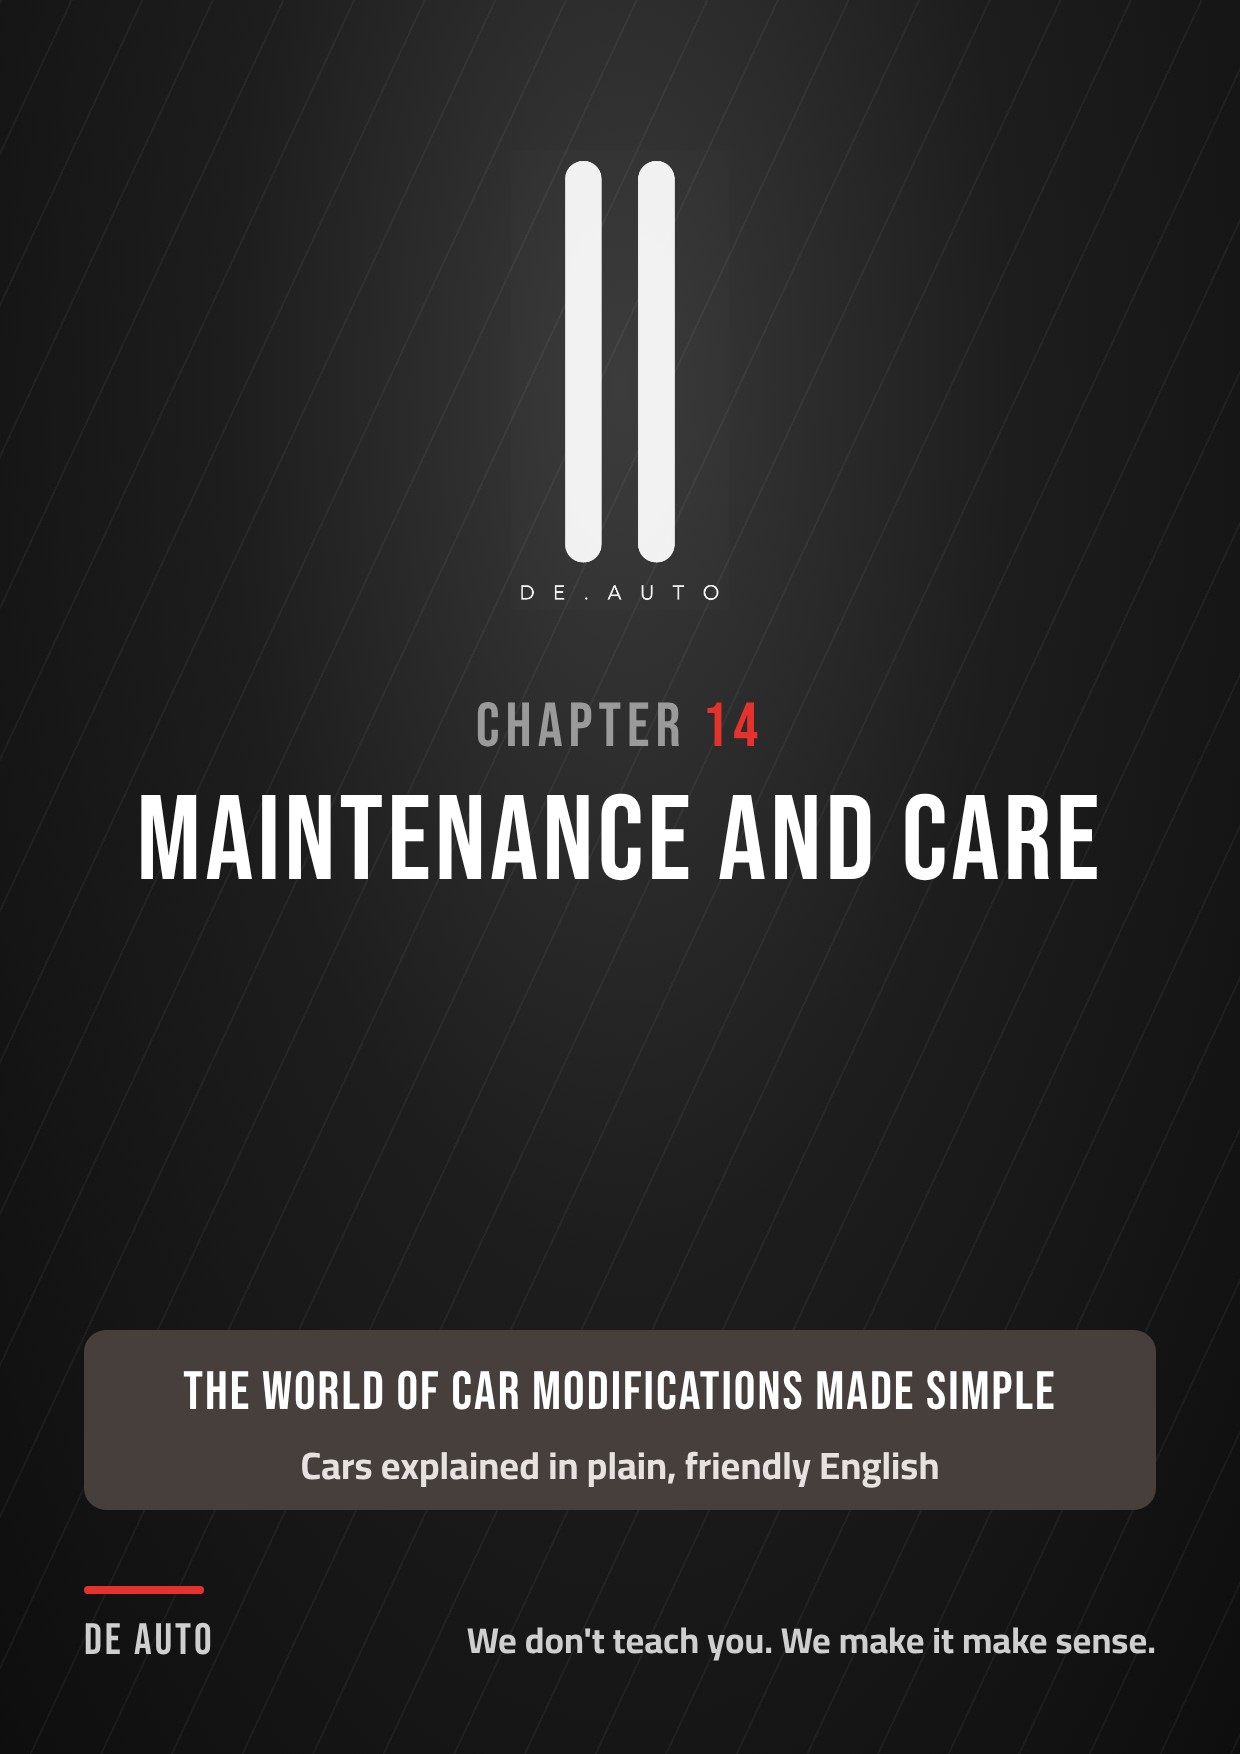 DE.AUTO
CHAPTER 14
MAINTENANCE AND CARE
THE WORLD OF CAR MODIFICATIONS MADE SIMPLE
Cars explained in plain, friendly English
DE AUTO
We don't teach you. We make it make sense.